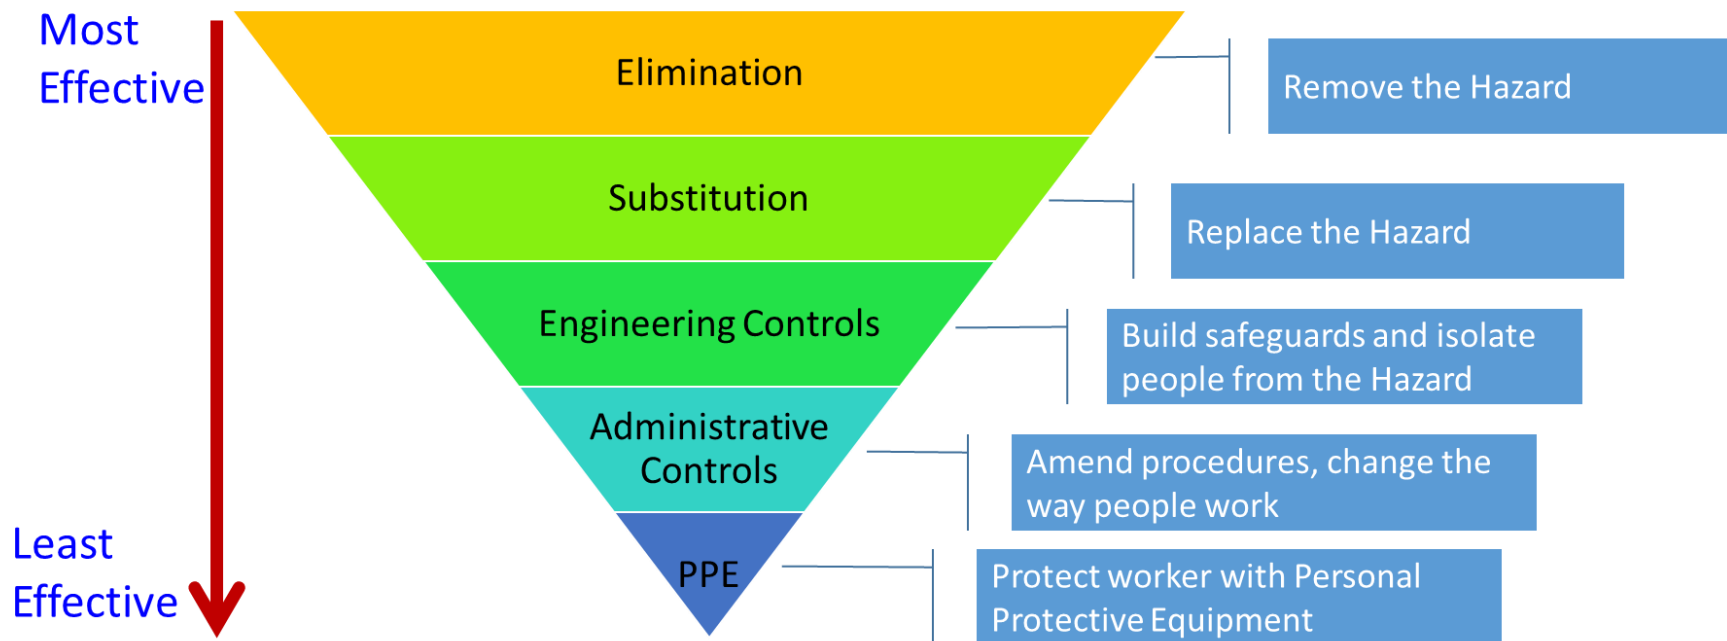 Most
Effective
Elimination
Remove the Hazard
Substitution
Replace the Hazard
Engineering Controls
Build safeguards and isolate
people from the Hazard
Administrative
Controls
Amend procedures, change the
way people work
Least
Effective
PPE
Protect worker with Personal
Protective Equipment